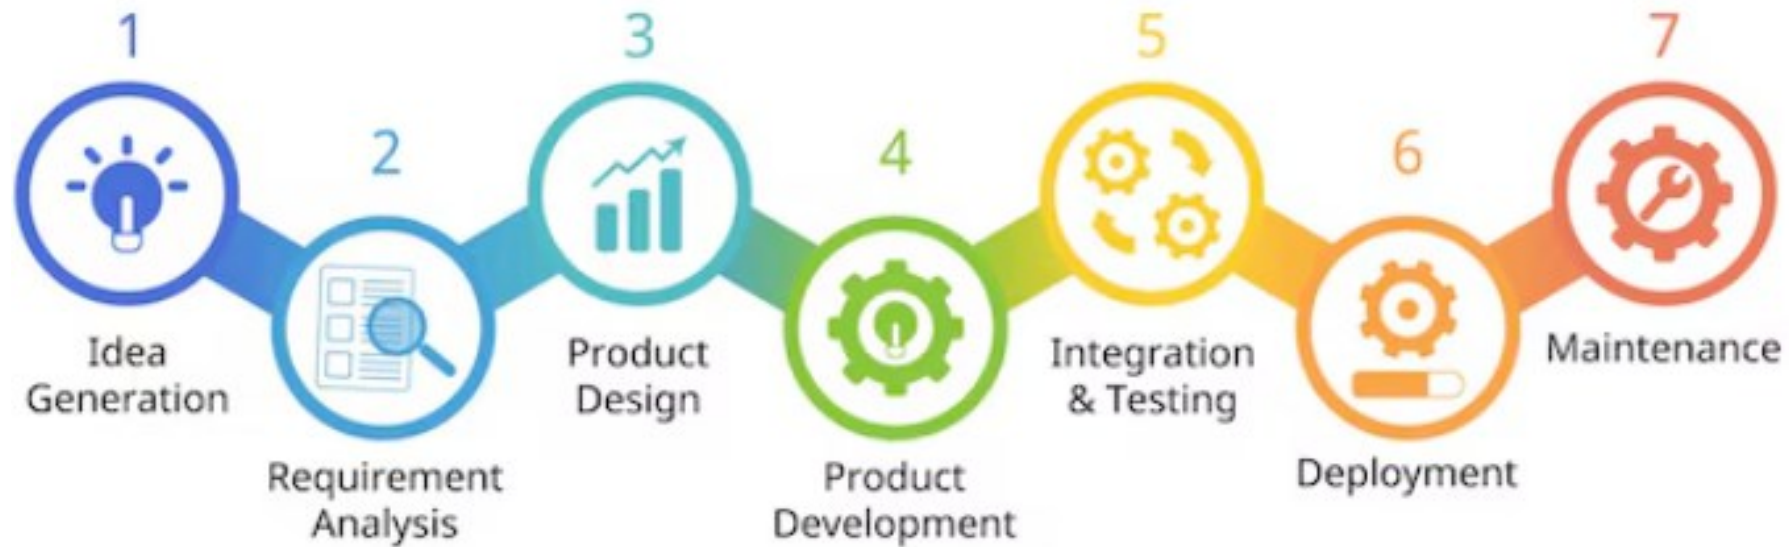 1
Idea
Generation
2
Requirement
Analysis
3
Product
Design
4
Product
Development
5
Integration
& Testing
6
Deployment
7
Maintenance